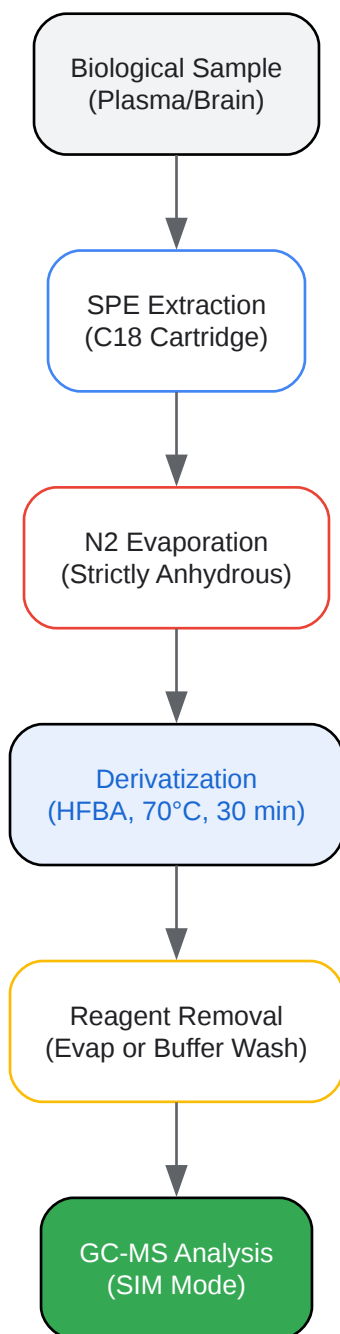 Biological Sample
(Plasma/Brain)
SPE Extraction
(C18 Cartridge)
N2 Evaporation
(Strictly Anhydrous)
Derivatization
(HFBA, 70°C, 30 min)
Reagent Removal
(Evap or Buffer Wash)
GC-MS Analysis
(SIM Mode)